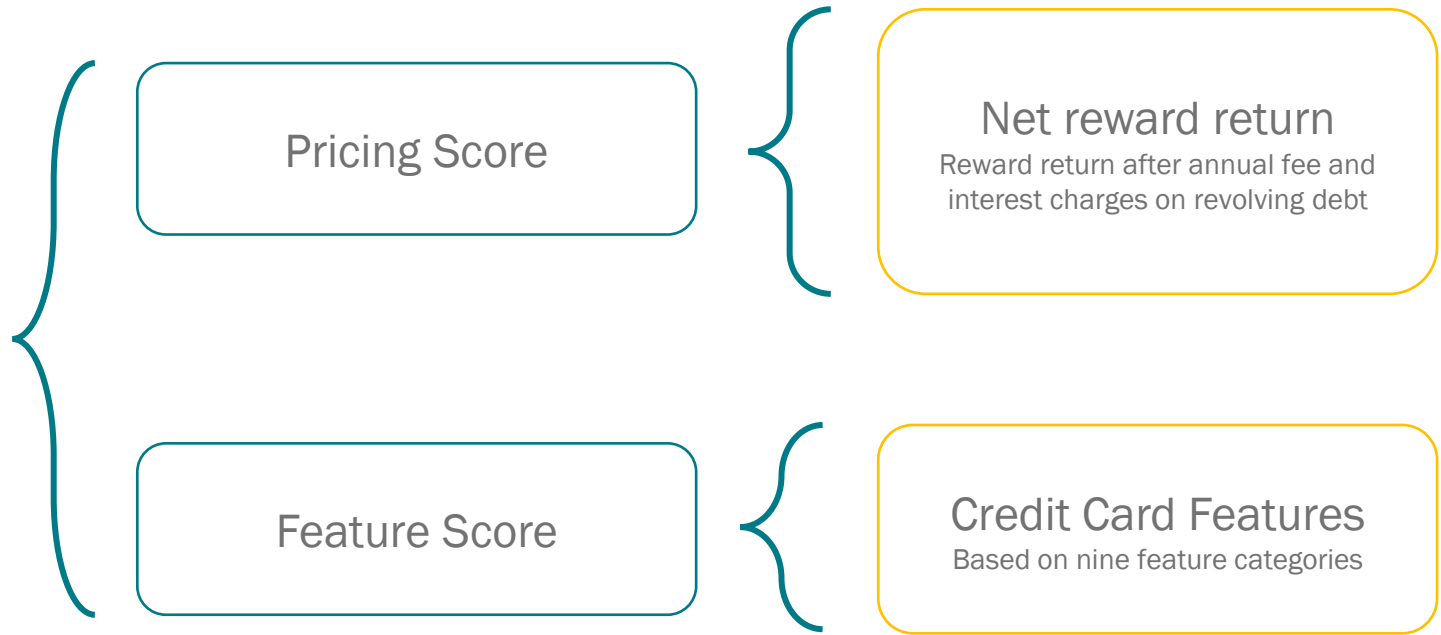 Pricing Score
Net reward return
Reward return after annual fee and
interest charges on revolving debt
Feature Score
Credit Card Features
Based on nine feature categories